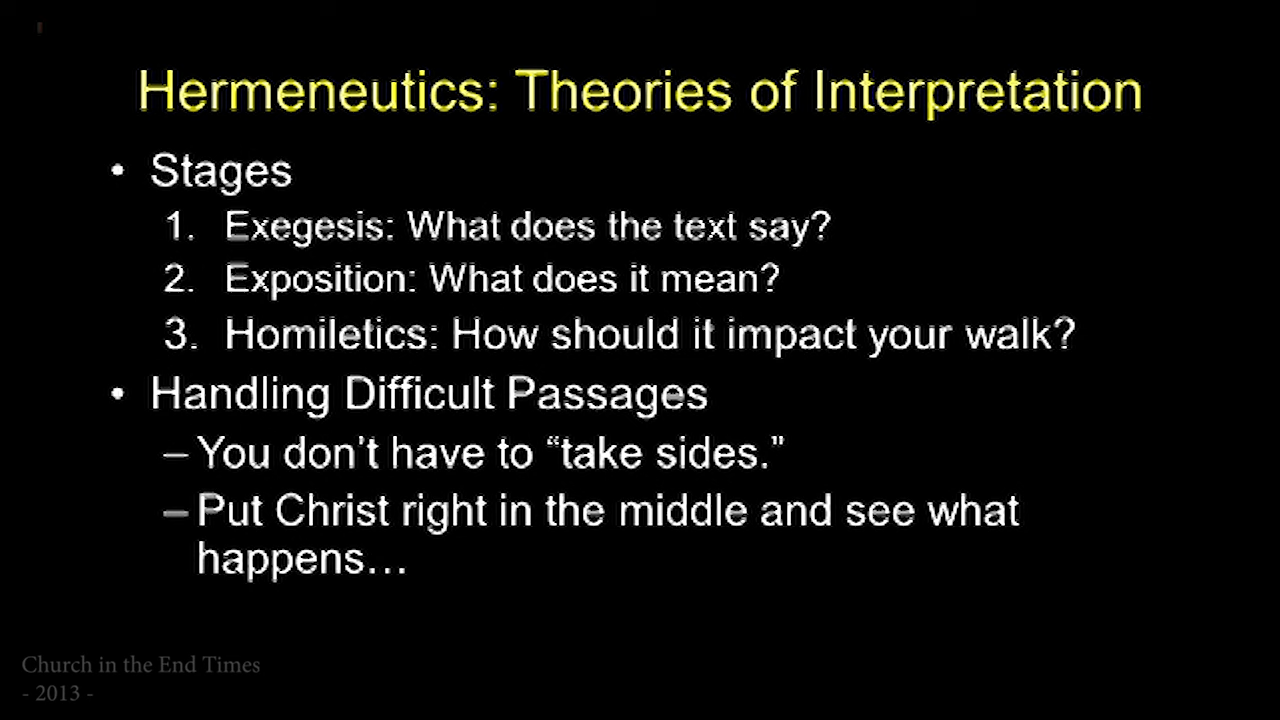 Hermeneutics: Theories of Interpretation
• Stages
1. Exegesis: What does the text say?
2. Exposition: What does it mean?
3. Homiletics: How should it impact your walk?
• Handling Difficult Passages
– You don’t have to “take sides.”
– Put Christ right in the middle and see what
happens…
Church in the End Times
- 2013 -